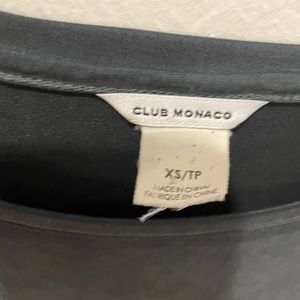 CLUB MONACO
XS/TP
MADE IN CHINA/
FABRIQUÉ EN CHINE